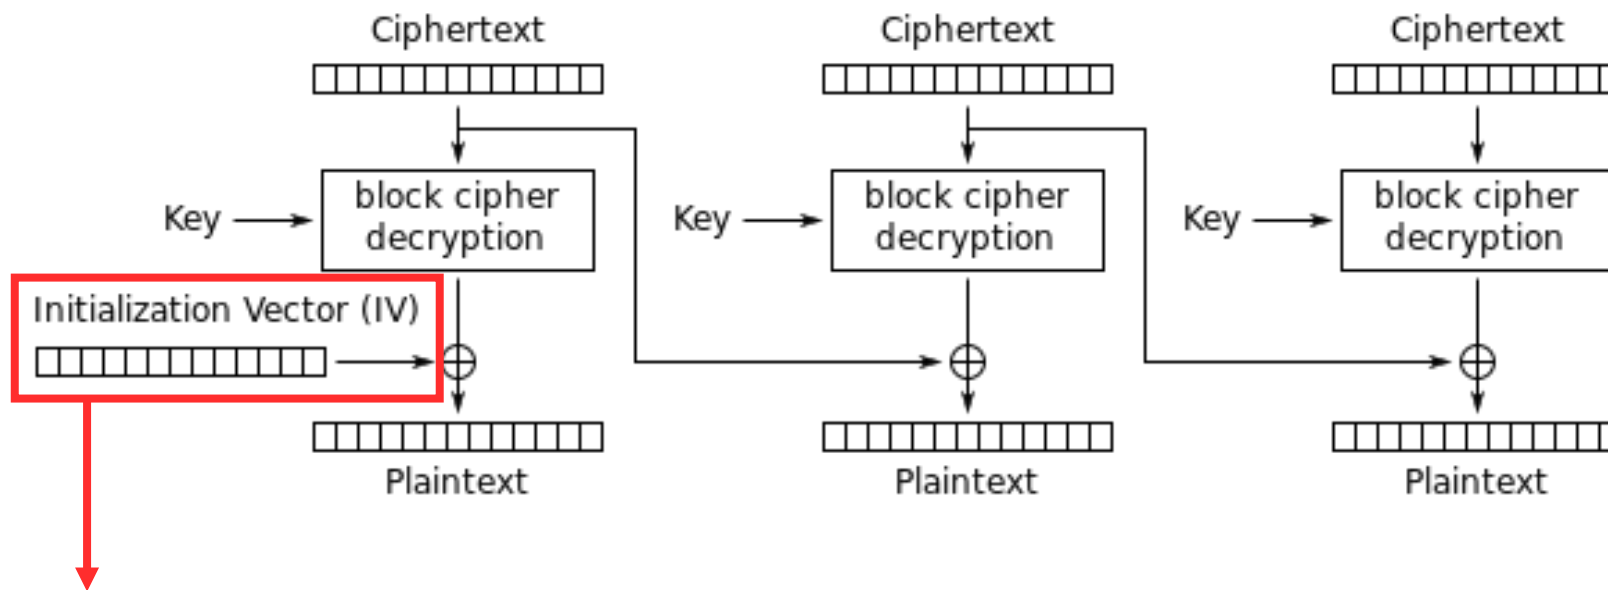 Ciphertext
Ciphertext
Ciphertext
Key
block cipher
decryption
Key
block cipher
decryption
Key
block cipher
decryption
Initialization Vector (IV)
Plaintext
Plaintext
Plaintext